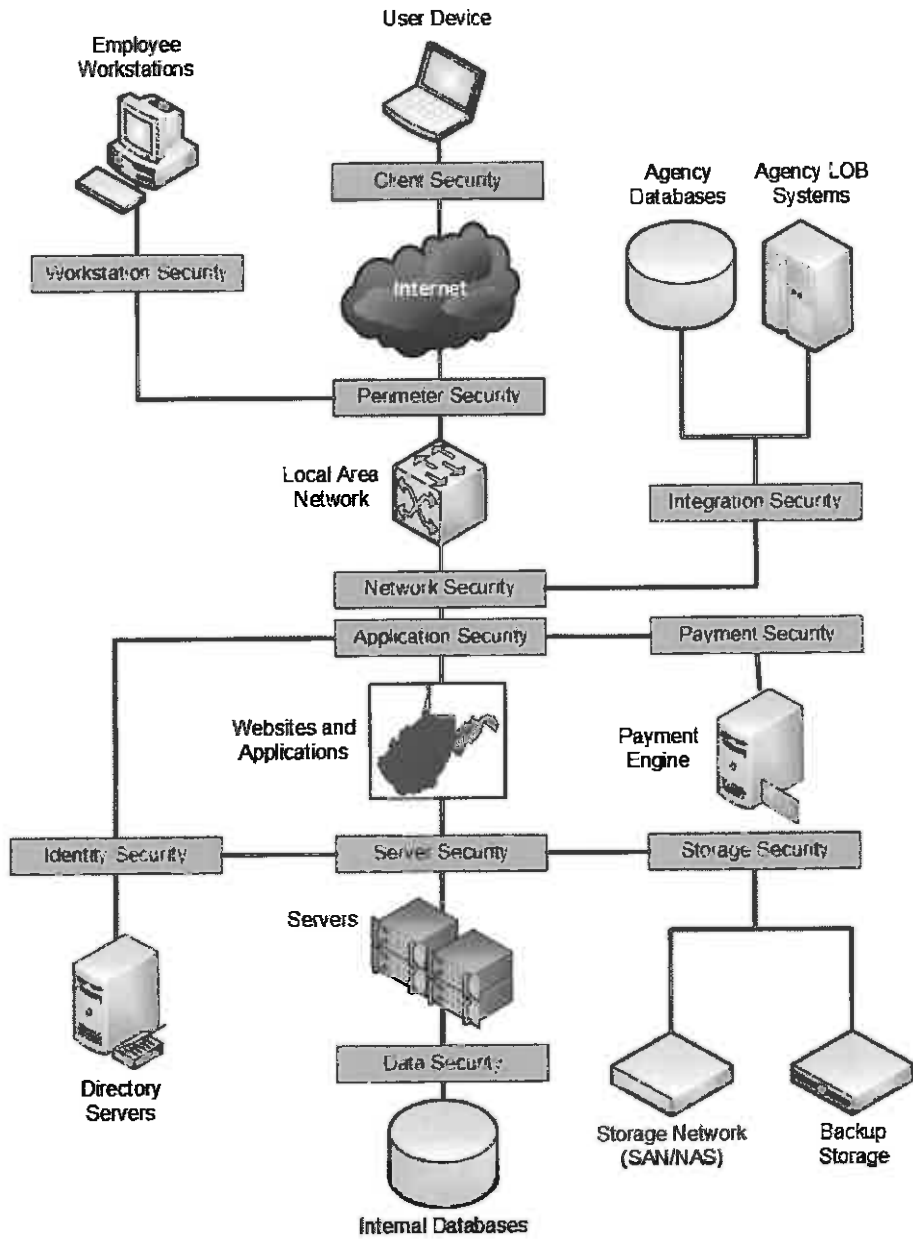 User Device
Employee
Workstations
Client Security
Agency
Databases
Agency LOB
Systems
Workstation Security
Internet
Perimeter Security
Local Area
Network
Integration Security
Network Security
Application Security
Payment Security
Websites and
Applications
Payment
Engine
Identity Security
Server Security
Storage Security
Servers
Data Security
Directory
Servers
Storage Network
(SAN/NAS)
Backup
Storage
Internal Databases